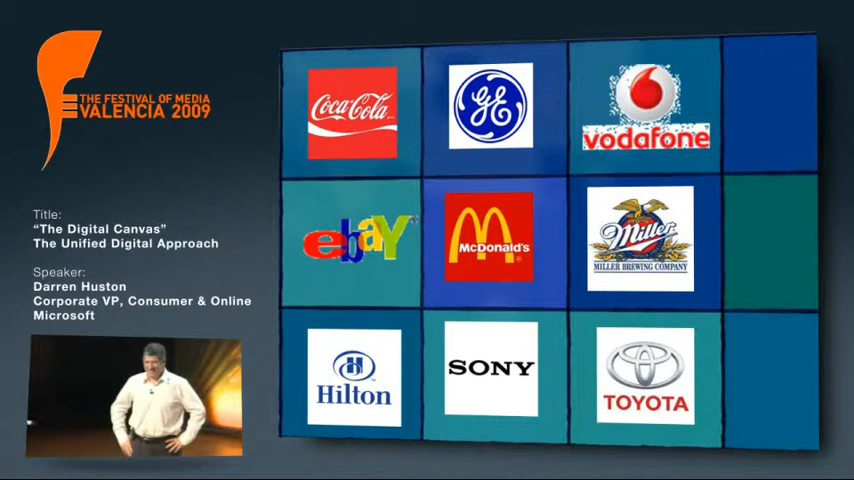 THE FESTIVAL OF MEDIA
VALENCIA 2009
Title:
“The Digital Canvas”
The Unified Digital Approach
Speaker:
Darren Huston
Corporate VP, Consumer & Online
Microsoft
Coca-Cola
GE
vodafone
ebaY
McDonald's
Miller
MILLER BREWING COMPANY
H
Hilton
SONY
TOYOTA